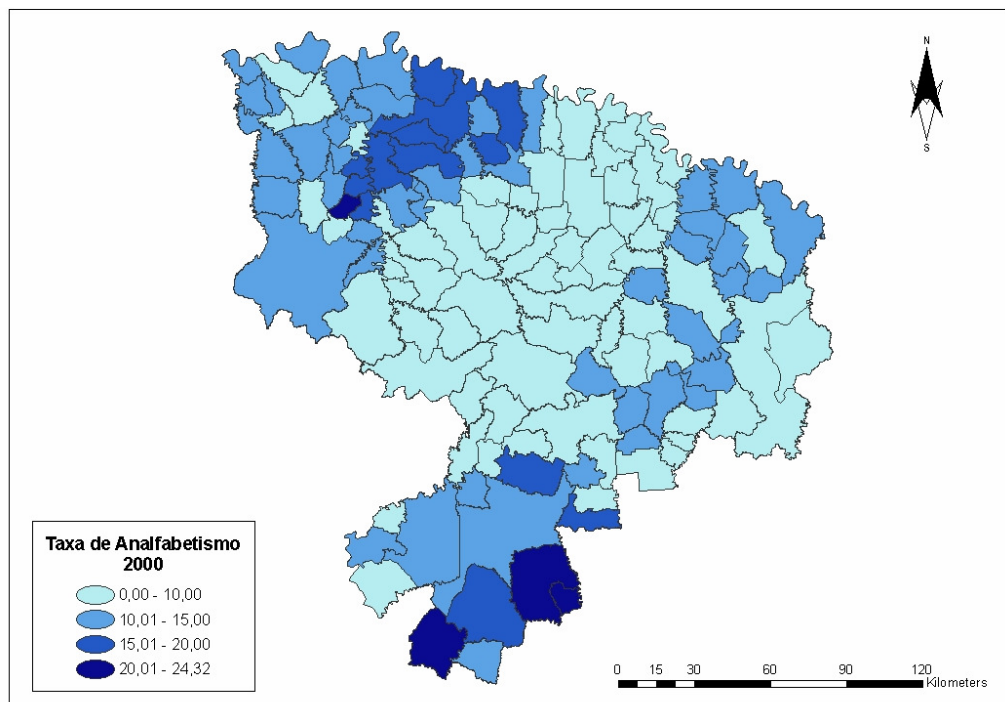 N
S
Taxa de Analfabetismo
2000
0,00 - 10,00
10,01 - 15,00
15,01 - 20,00
20,01 - 24,32
0 15 30 60 90 120
Kilometers